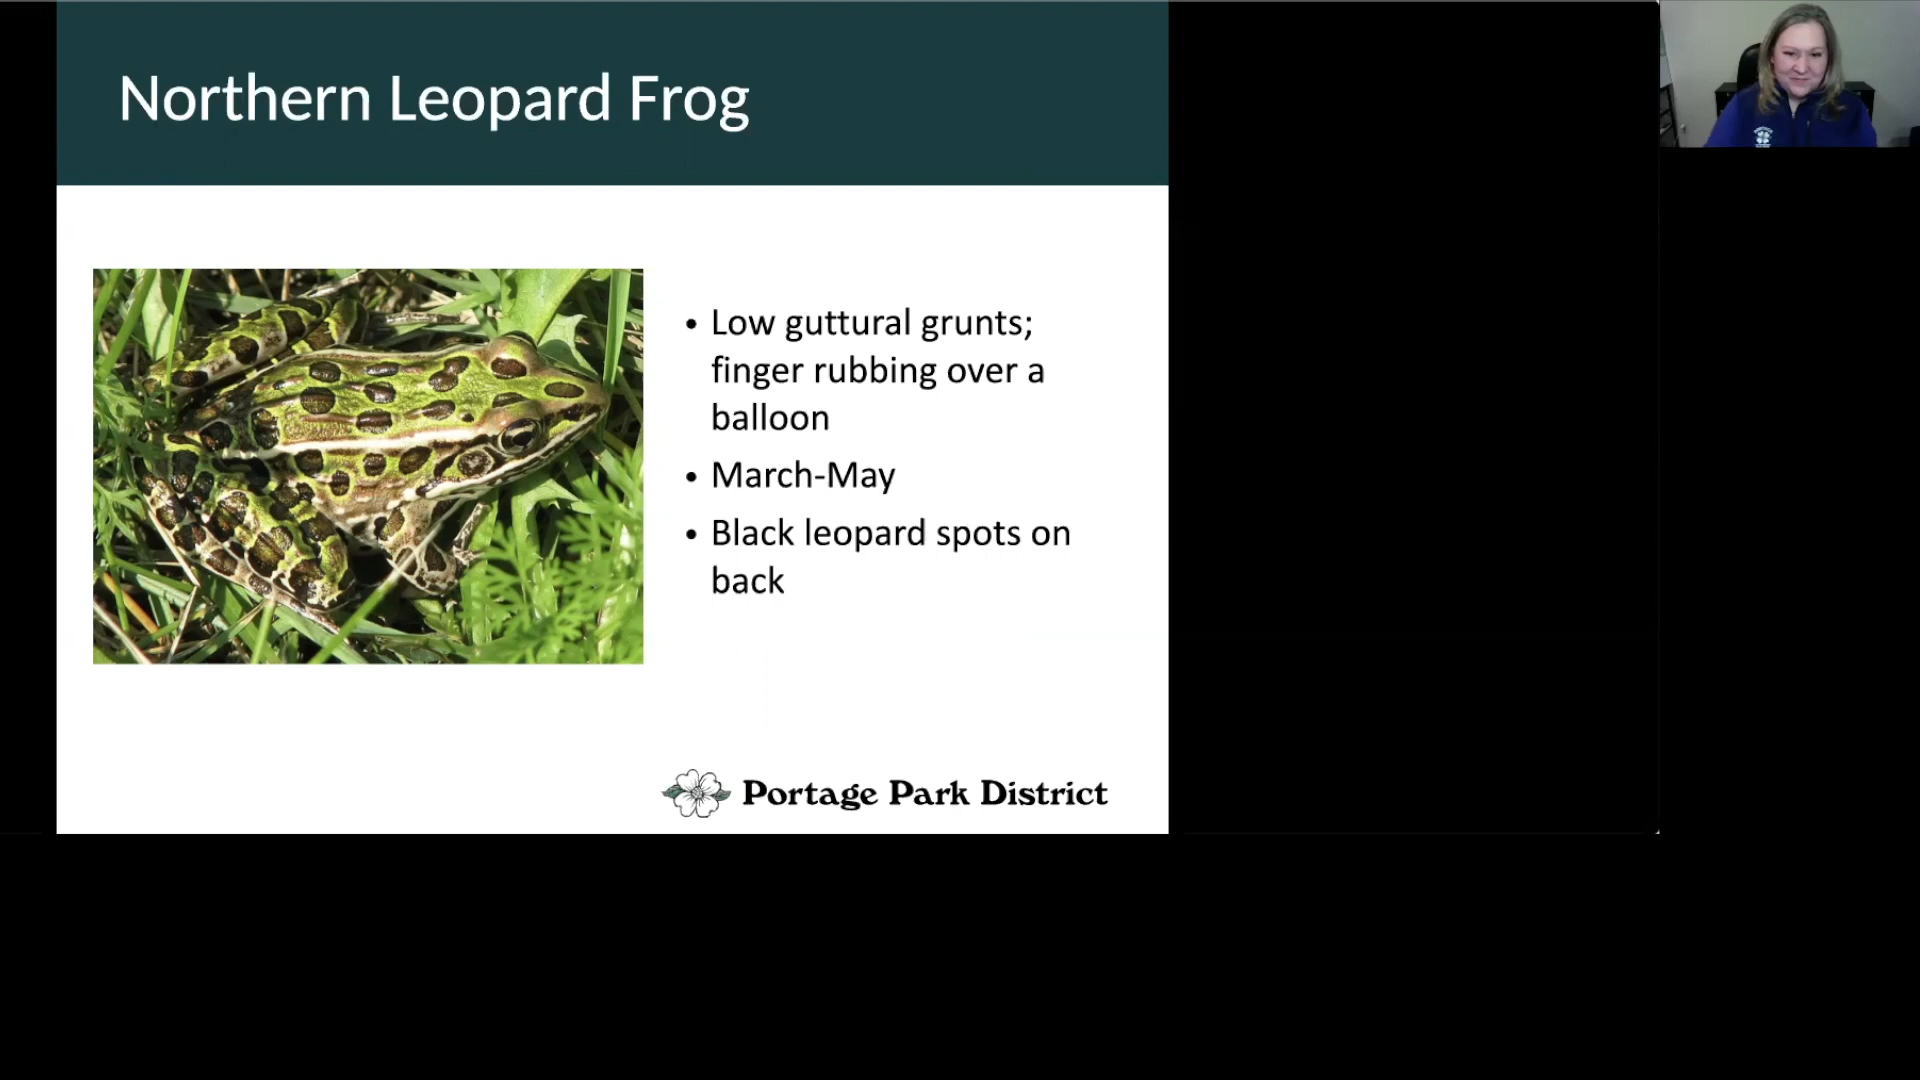 Northern Leopard Frog
• Low guttural grunts;
finger rubbing over a
balloon
• March-May
• Black leopard spots on
back
Portage Park District